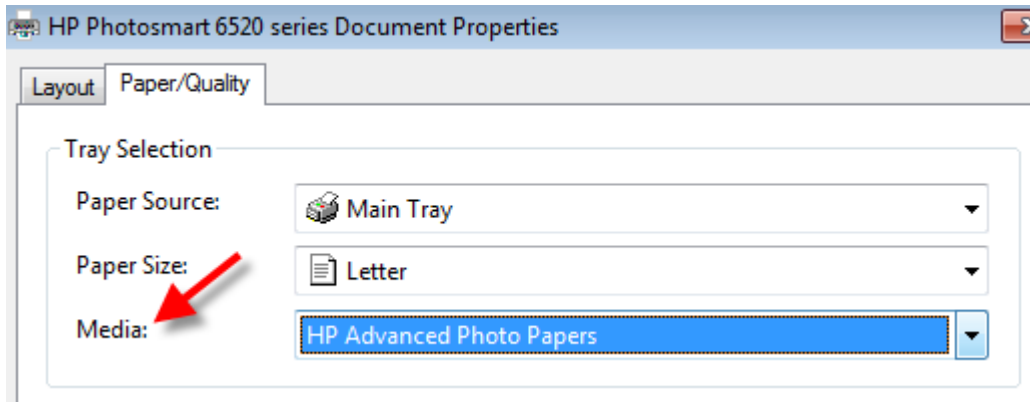 HP Photosmart 6520 series Document Properties
Layout Paper/Quality
Tray Selection
Paper Source: Main Tray
Paper Size: Letter
Media: HP Advanced Photo Papers